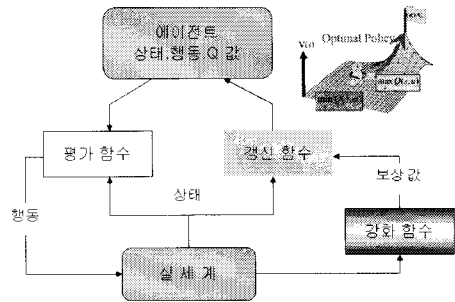 에이전트
상태,행동,Q 값
V(s)
Optimal Policy
평가 함수
갱신 함수
상태
보상 값
행동
강화 함수
실 세 계